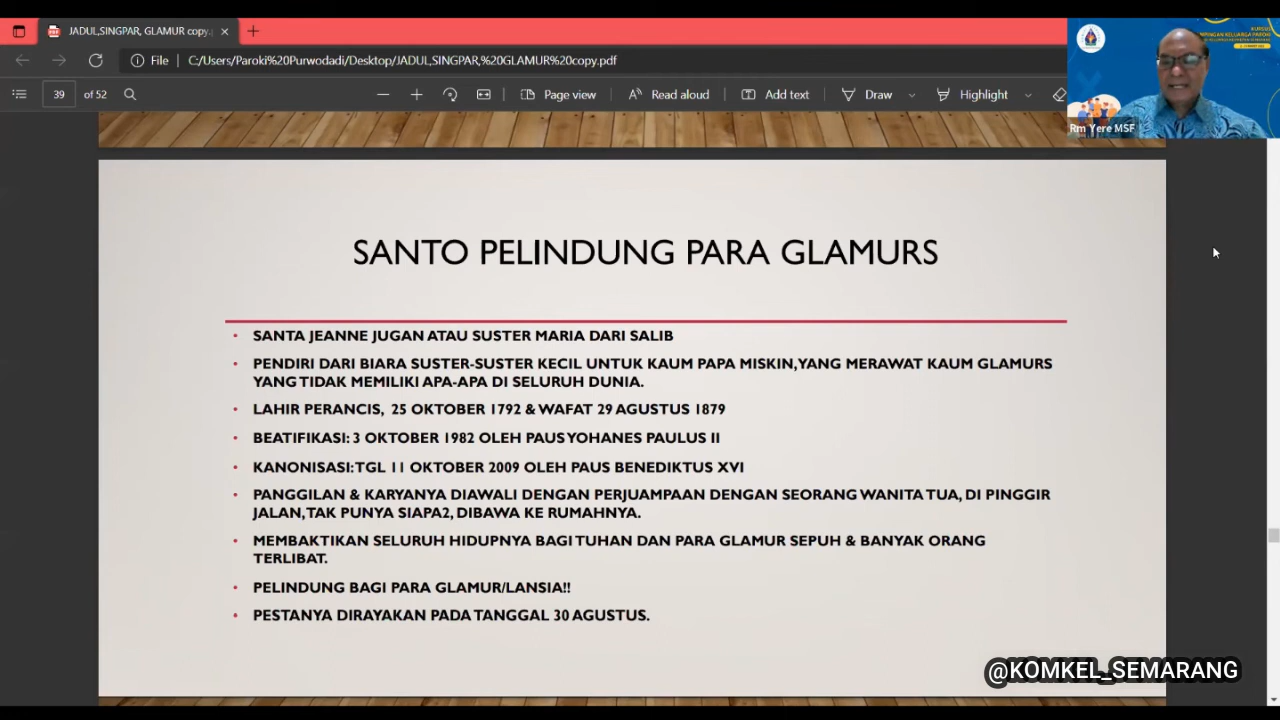 JADUL,SINGPAR, GLAMUR copy.
File
C:/Users/Paroki%20Purwodadi/Desktop/JADUL,SINGPAR,%20GLAMUR%20copy.pdf
39 of 52
Page view
Read aloud
Add text
Draw
Highlight
Rm Yere MSF
SANTO PELINDUNG PARA GLAMURS
• SANTA JEANNE JUGAN ATAU SUSTER MARIA DARI SALIB
• PENDIRI DARI BIARA SUSTER-SUSTER KECIL UNTUK KAUM PAPA MISKIN,YANG MERAWAT KAUM GLAMURS
YANG TIDAK MEMILIKI APA-APA DI SELURUH DUNIA.
• LAHIR PERANCIS, 25 OKTOBER 1792 & WAFAT 29 AGUSTUS 1879
• BEATIFIKASI: 3 OKTOBER 1982 OLEH PAUS YOHANES PAULUS II
• KANONISASI: TGL 11 OKTOBER 2009 OLEH PAUS BENEDIKTUS XVI
• PANGGILAN & KARYANYA DIAWALI DENGAN PERJUAMPAAN DENGAN SEORANG WANITA TUA, DI PINGGIR
JALAN, TAK PUNYA SIAPA2, DIBAWA KE RUMAHNYA.
• MEMBAKTIKAN SELURUH HIDUPNYA BAGI TUHAN DAN PARA GLAMUR SEPUH & BANYAK ORANG
TERLIBAT.
• PELINDUNG BAGI PARA GLAMUR/LANSIA!!
• PESTANYA DIRAYAKAN PADA TANGGAL 30 AGUSTUS.
@KOMKEL_SEMARANG